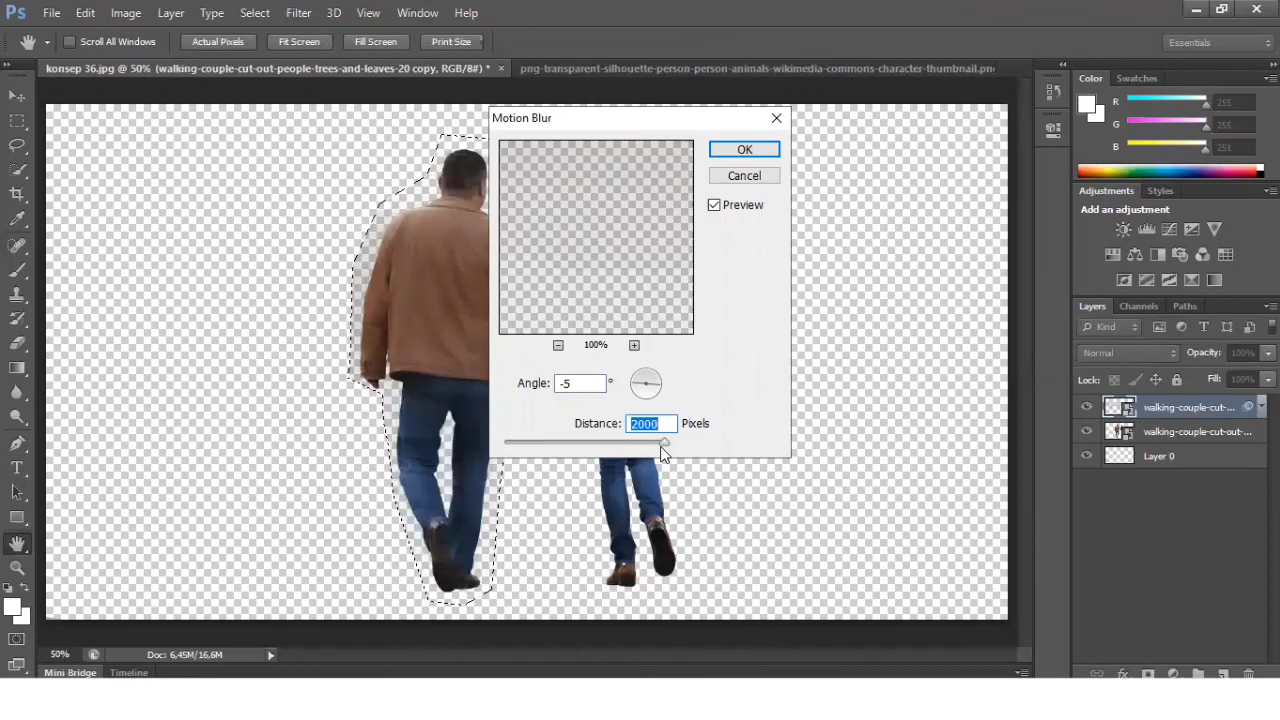 Ps File Edit Image Layer Type Select Filter 3D View Window Help
Scroll All Windows Actual Pixels Fit Screen Fill Screen Print Size Essentials
konsep 36.jpg @ 50% (walking-couple-cut-out-people-trees-and-leaves-20 copy, RGB/8#) * × png-transparent-silhouette-person-person-animals-wikimedia-commons-character-thumbnail.pn
Color Swatches
R 255
G 255
B 251
Motion Blur
OK
Cancel
Preview
100%
Angle: -5 °
Distance: 2000 Pixels
Adjustments Styles
Add an adjustment
Layers Channels Paths
Kind
Normal Opacity: 100%
Lock: Fill: 100%
walking-couple-cut-...
walking-couple-cut-out-...
Layer 0
50% Doc: 6,45M/16,6M
Mini Bridge Timeline